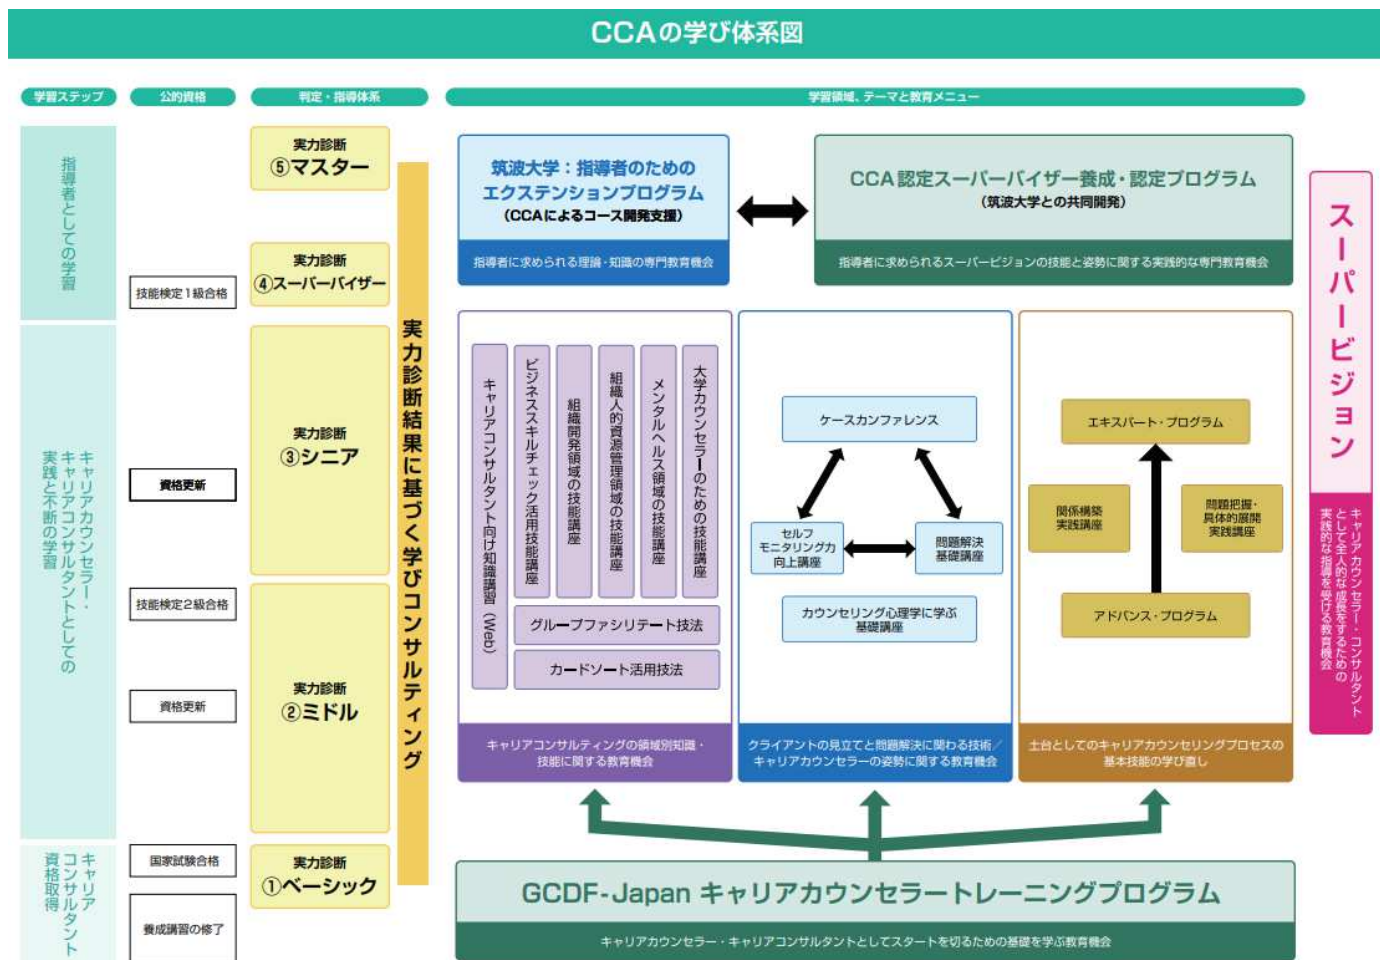 CCAの学び体系図
学習ステップ
公的資格
判定・指導体系
学習領域、テーマと教育メニュー
指導者としての学習
キャリアカウンセラー・
キャリアコンサルタントとしての
実践と不断の学習
キャリア
コンサルタント
資格取得
技能検定1級合格
資格更新
技能検定2級合格
資格更新
国家試験合格
養成講習の修了
実力診断
⑤マスター
実力診断
④スーパーバイザー
実力診断
③シニア
実力診断
②ミドル
実力診断
①ベーシック
実力診断結果に基づく学びコンサルティング
筑波大学：指導者のための
エクステンションプログラム
（CCAによるコース開発支援）
指導者に求められる理論・知識の専門教育機会
CCA認定スーパーバイザー養成・認定プログラム
（筑波大学との共同開発）
指導者に求められるスーパービジョンの技能と姿勢に関する実践的な専門教育機会
キャリアコンサルタント向け知識講習（Web）
ビジネススキルチェック活用技能講座
組織開発領域の技能講座
組織人的資源管理領域の技能講座
メンタルヘルス領域の技能講座
大学カウンセラーのための技能講座
グループファシリテート技法
カードソート活用技法
キャリアコンサルティングの領域別知識・
技能に関する教育機会
ケースカンファレンス
セルフ
モニタリング力
向上講座
問題解決
基礎講座
カウンセリング心理学に学ぶ
基礎講座
クライアントの見立てと問題解決に関わる技術／
キャリアカウンセラーの姿勢に関する教育機会
エキスパート・プログラム
関係構築
実践講座
問題把握・
具体的展開
実践講座
アドバンス・プログラム
土台としてのキャリアカウンセリングプロセスの
基本技能の学び直し
GCDF-Japan キャリアカウンセラートレーニングプログラム
キャリアカウンセラー・キャリアコンサルタントとしてスタートを切るための基礎を学ぶ教育機会
スーパービジョン
キャリアカウンセラー・コンサルタント
として全人的な成長をするための
実践的な指導を受ける教育機会